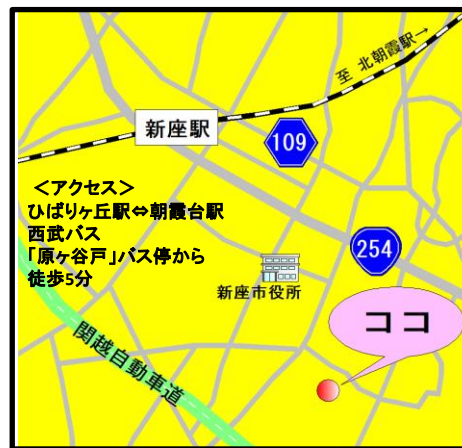 至 北朝霞駅→
新座駅
109
＜アクセス＞
ひばりヶ丘駅⇔朝霞台駅
西武バス
「原ヶ谷戸」バス停から
徒歩5分
254
新座市役所
ココ
関越自動車道